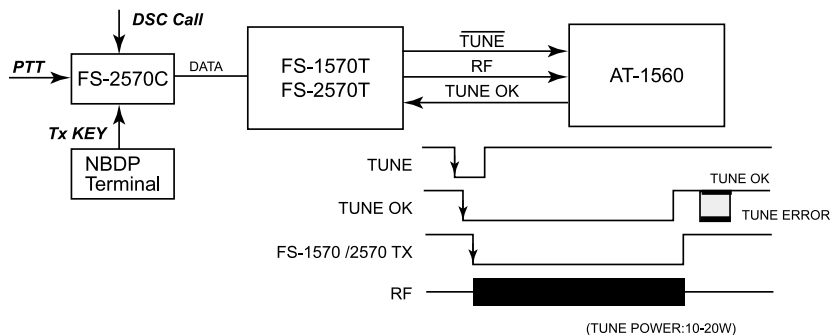 DSC Call
PTT
FS-2570C
DATA
Tx KEY
NBDP
Terminal
FS-1570T
FS-2570T
TUNE
RF
TUNE OK
AT-1560
TUNE
TUNE OK
TUNE OK
TUNE ERROR
FS-1570 /2570 TX
RF
(TUNE POWER:10-20W)